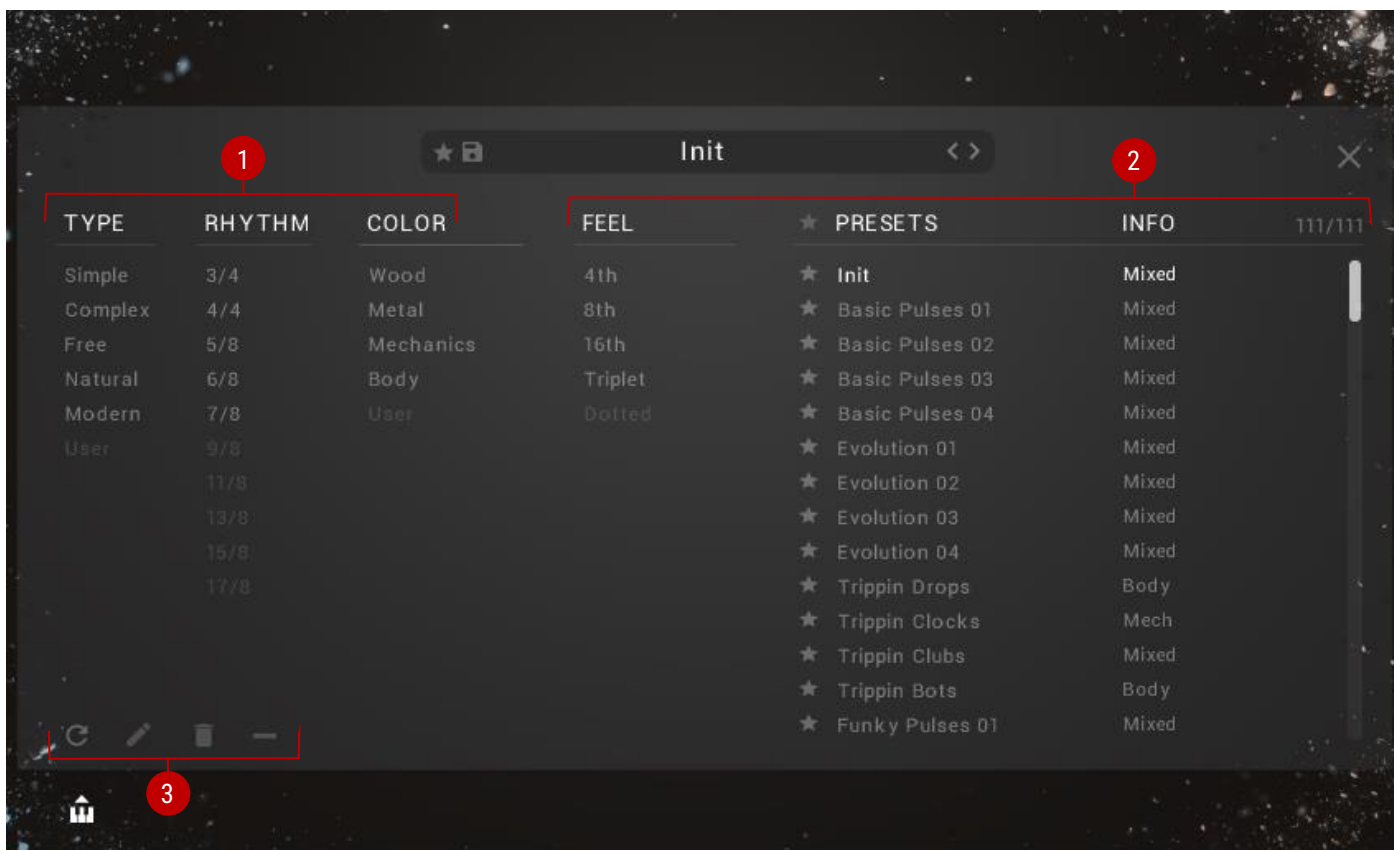 Init
< >
1
2
TYPE RHYTHM COLOR FEEL PRESETS INFO 111/111
Simple 3/4 Wood 4th Init Mixed
Complex 4/4 Metal 8th Basic Pulses 01 Mixed
Free 5/8 Mechanics 16th Basic Pulses 02 Mixed
Natural 6/8 Body Triplet Basic Pulses 03 Mixed
Modern 7/8 User Dotted Basic Pulses 04 Mixed
User 9/8 Evolution 01 Mixed
11/8 Evolution 02 Mixed
13/8 Evolution 03 Mixed
15/8 Evolution 04 Mixed
17/8 Trippin Drops Body
Trippin Clocks Mech
Trippin Clubs Mixed
Trippin Bots Body
Funky Pulses 01 Mixed
3